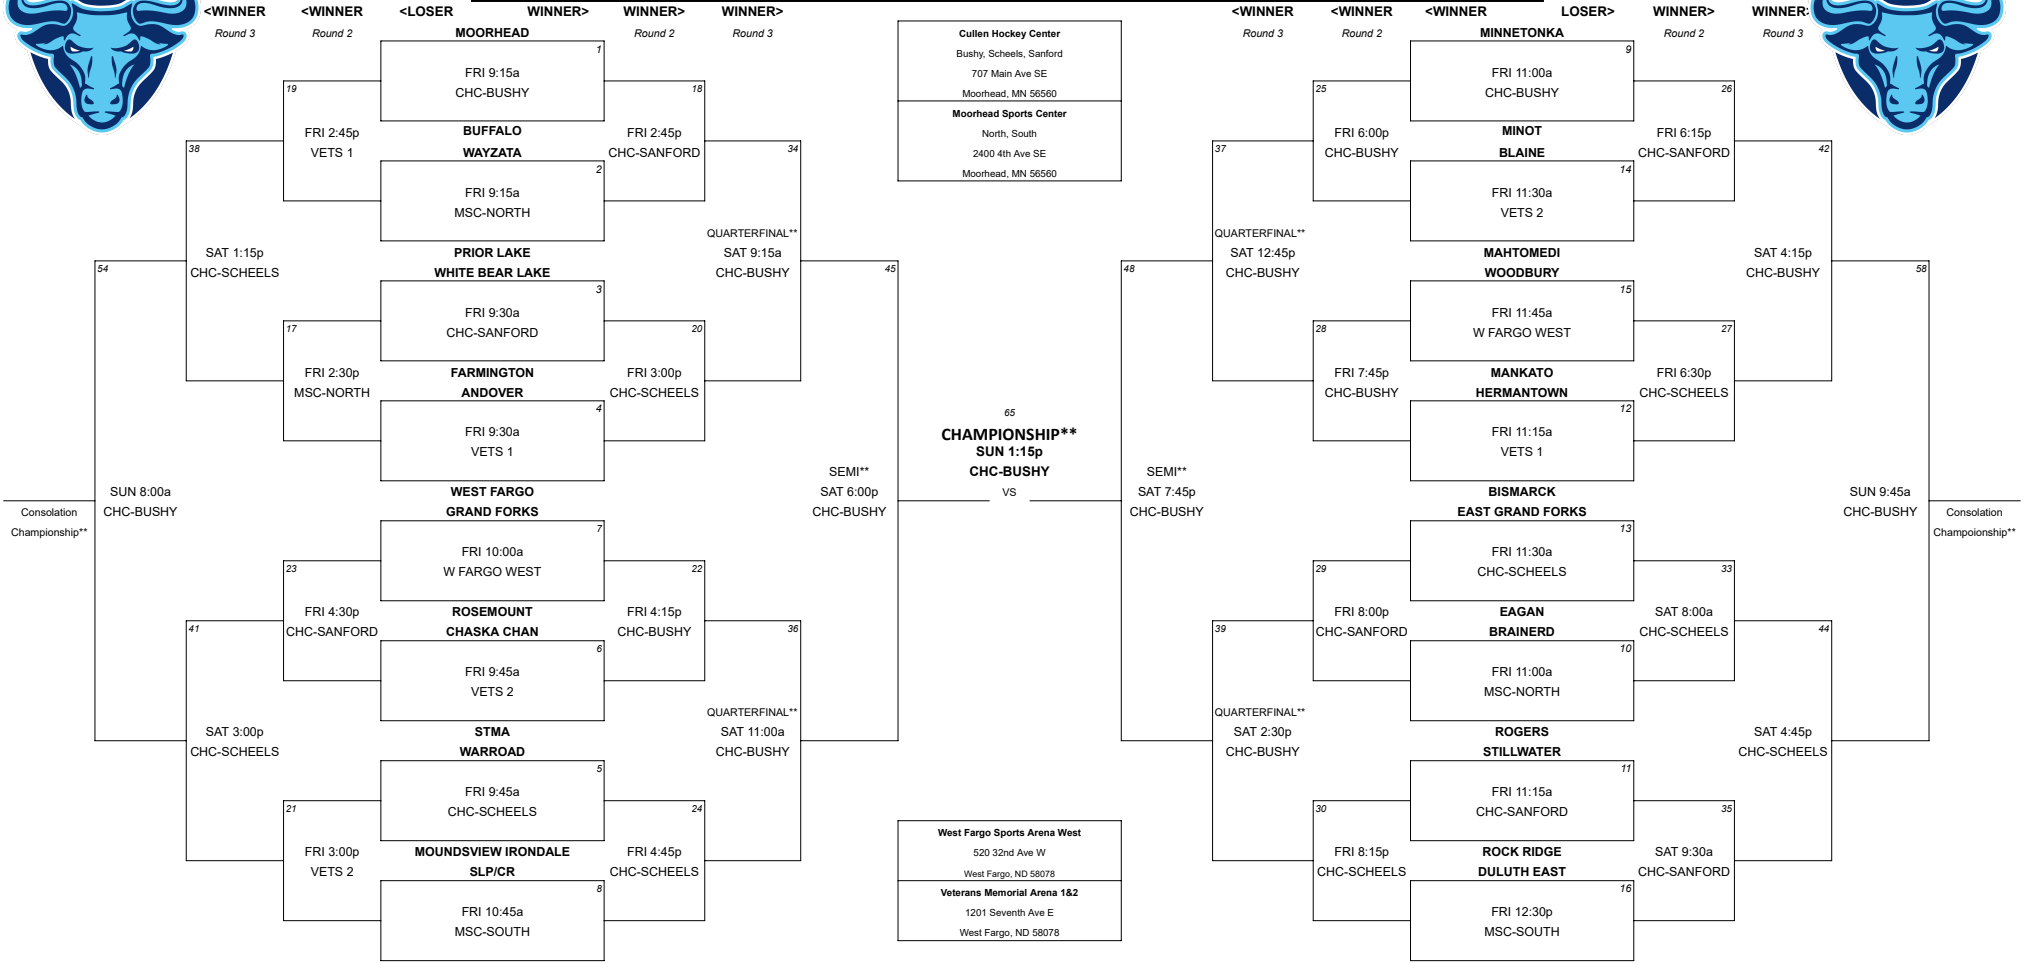 <WINNER <WINNER <LOSER WINNER> WINNER> WINNER>
Round 3 Round 2 Round 2 Round 3
MOORHEAD
1
FRI 9:15a
CHC-BUSHY
BUFFALO
WAYZATA
2
FRI 9:15a
MSC-NORTH
PRIOR LAKE
WHITE BEAR LAKE
3
FRI 9:30a
CHC-SANFORD
FARMINGTON
ANDOVER
4
FRI 9:30a
VETS 1
WEST FARGO
GRAND FORKS
7
FRI 10:00a
W FARGO WEST
ROSEMOUNT
CHASKA CHAN
6
FRI 9:45a
VETS 2
STMA
WARROAD
5
FRI 9:45a
CHC-SCHEELS
MOUNDSVIEW IRONDALE
SLP/CR
8
FRI 10:45a
MSC-SOUTH
19
FRI 2:45p
VETS 1
17
FRI 2:30p
MSC-NORTH
23
FRI 4:30p
CHC-SANFORD
21
FRI 3:00p
VETS 2
38
SAT 1:15p
CHC-SCHEELS
41
SAT 3:00p
CHC-SCHEELS
54
SUN 8:00a
CHC-BUSHY
Consolation
Championship**
18
FRI 2:45p
CHC-SANFORD
20
FRI 3:00p
CHC-SCHEELS
22
FRI 4:15p
CHC-BUSHY
24
FRI 4:45p
CHC-SCHEELS
34
QUARTERFINAL**
SAT 9:15a
CHC-BUSHY
36
QUARTERFINAL**
SAT 11:00a
CHC-BUSHY
45
SEMI**
SAT 6:00p
CHC-BUSHY
Cullen Hockey Center
Bushy, Scheels, Sanford
707 Main Ave SE
Moorhead, MN 56560
Moorhead Sports Center
North, South
2400 4th Ave SE
Moorhead, MN 56560
65
CHAMPIONSHIP**
SUN 1:15p
CHC-BUSHY
VS
West Fargo Sports Arena West
520 32nd Ave W
West Fargo, ND 58078
Veterans Memorial Arena 1&2
1201 Seventh Ave E
West Fargo, ND 58078
<WINNER <WINNER <WINNER LOSER> WINNER> WINNER>
Round 3 Round 2 Round 2 Round 3
48
SEMI**
SAT 7:45p
CHC-BUSHY
37
QUARTERFINAL**
SAT 12:45p
CHC-BUSHY
39
QUARTERFINAL**
SAT 2:30p
CHC-BUSHY
25
FRI 6:00p
CHC-BUSHY
28
FRI 7:45p
CHC-BUSHY
29
FRI 8:00p
CHC-SANFORD
30
FRI 8:15p
CHC-SCHEELS
MINNETONKA
9
FRI 11:00a
CHC-BUSHY
MINOT
BLAINE
14
FRI 11:30a
VETS 2
MAHTOMEDI
WOODBURY
15
FRI 11:45a
W FARGO WEST
MANKATO
HERMANTOWN
12
FRI 11:15a
VETS 1
BISMARCK
EAST GRAND FORKS
13
FRI 11:30a
CHC-SCHEELS
EAGAN
BRAINERD
10
FRI 11:00a
MSC-NORTH
ROGERS
STILLWATER
11
FRI 11:15a
CHC-SANFORD
ROCK RIDGE
DULUTH EAST
16
FRI 12:30p
MSC-SOUTH
26
FRI 6:15p
CHC-SANFORD
27
FRI 6:30p
CHC-SCHEELS
33
SAT 8:00a
CHC-SCHEELS
35
SAT 9:30a
CHC-SANFORD
42
SAT 4:15p
CHC-BUSHY
44
SAT 4:45p
CHC-SCHEELS
58
SUN 9:45a
CHC-BUSHY
Consolation
Champoionship**